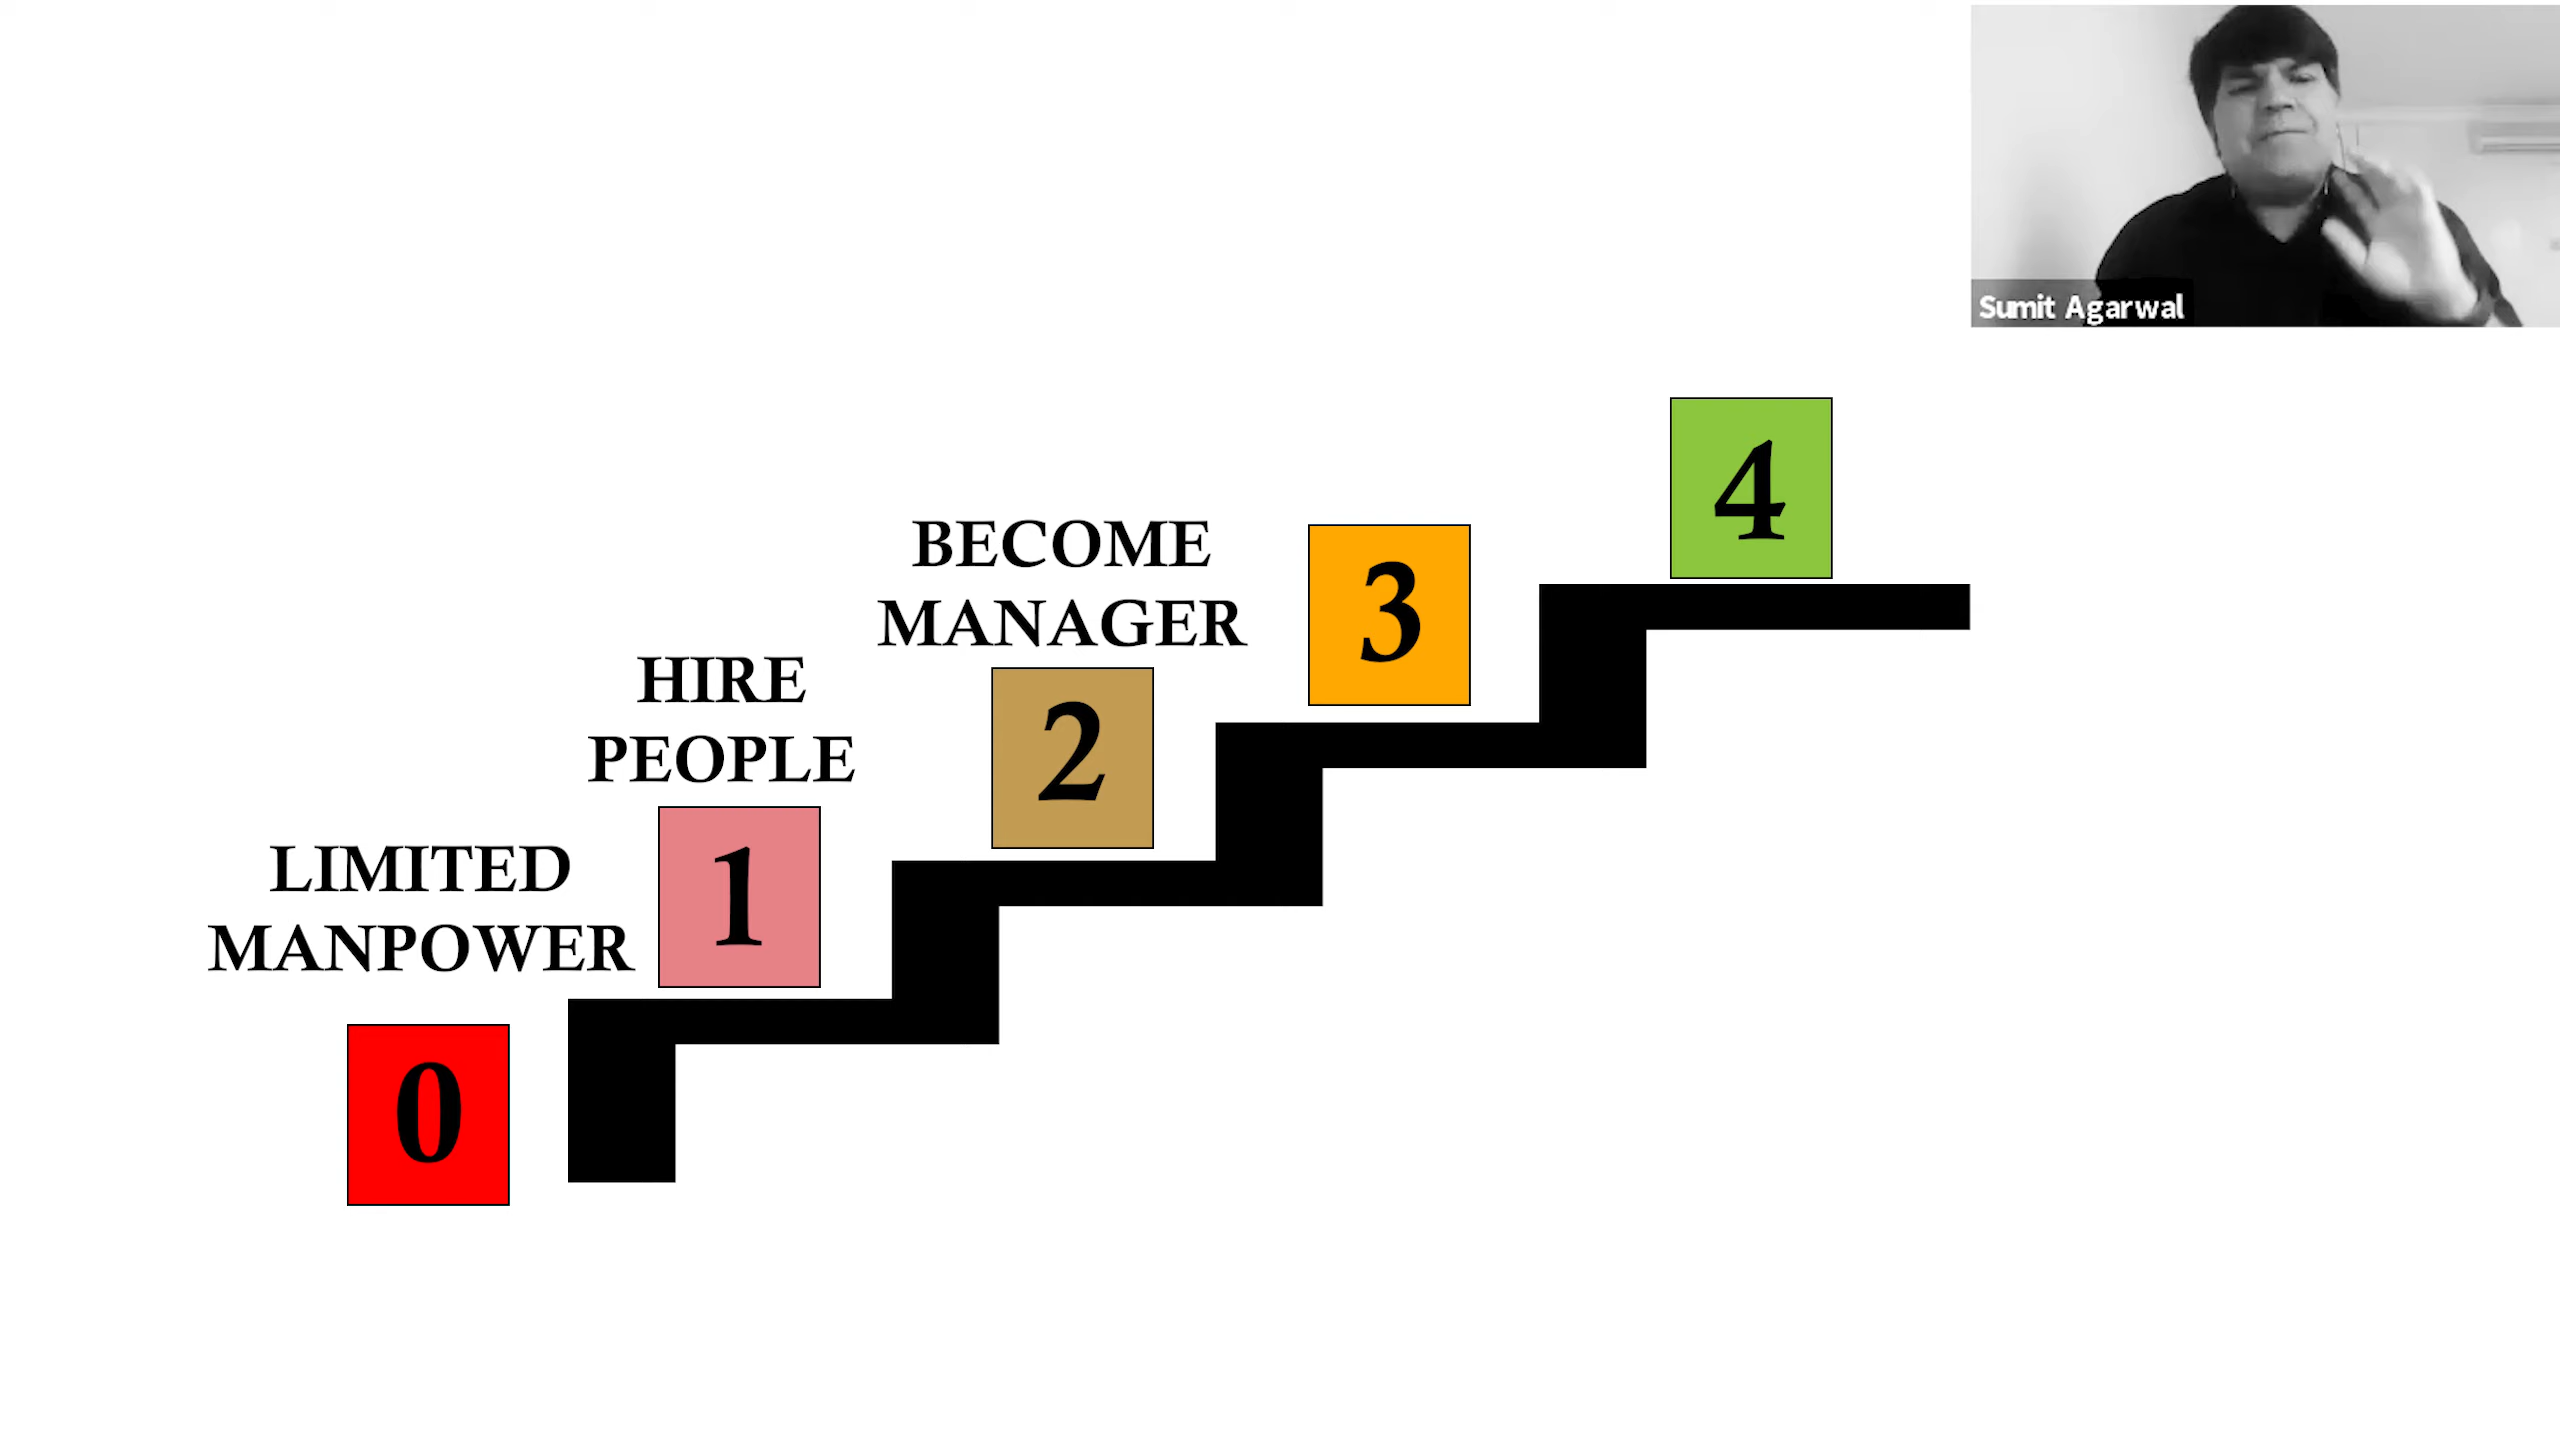 Sumit Agarwal
4
BECOME
MANAGER
3
HIRE
PEOPLE
2
LIMITED
MANPOWER
1
0